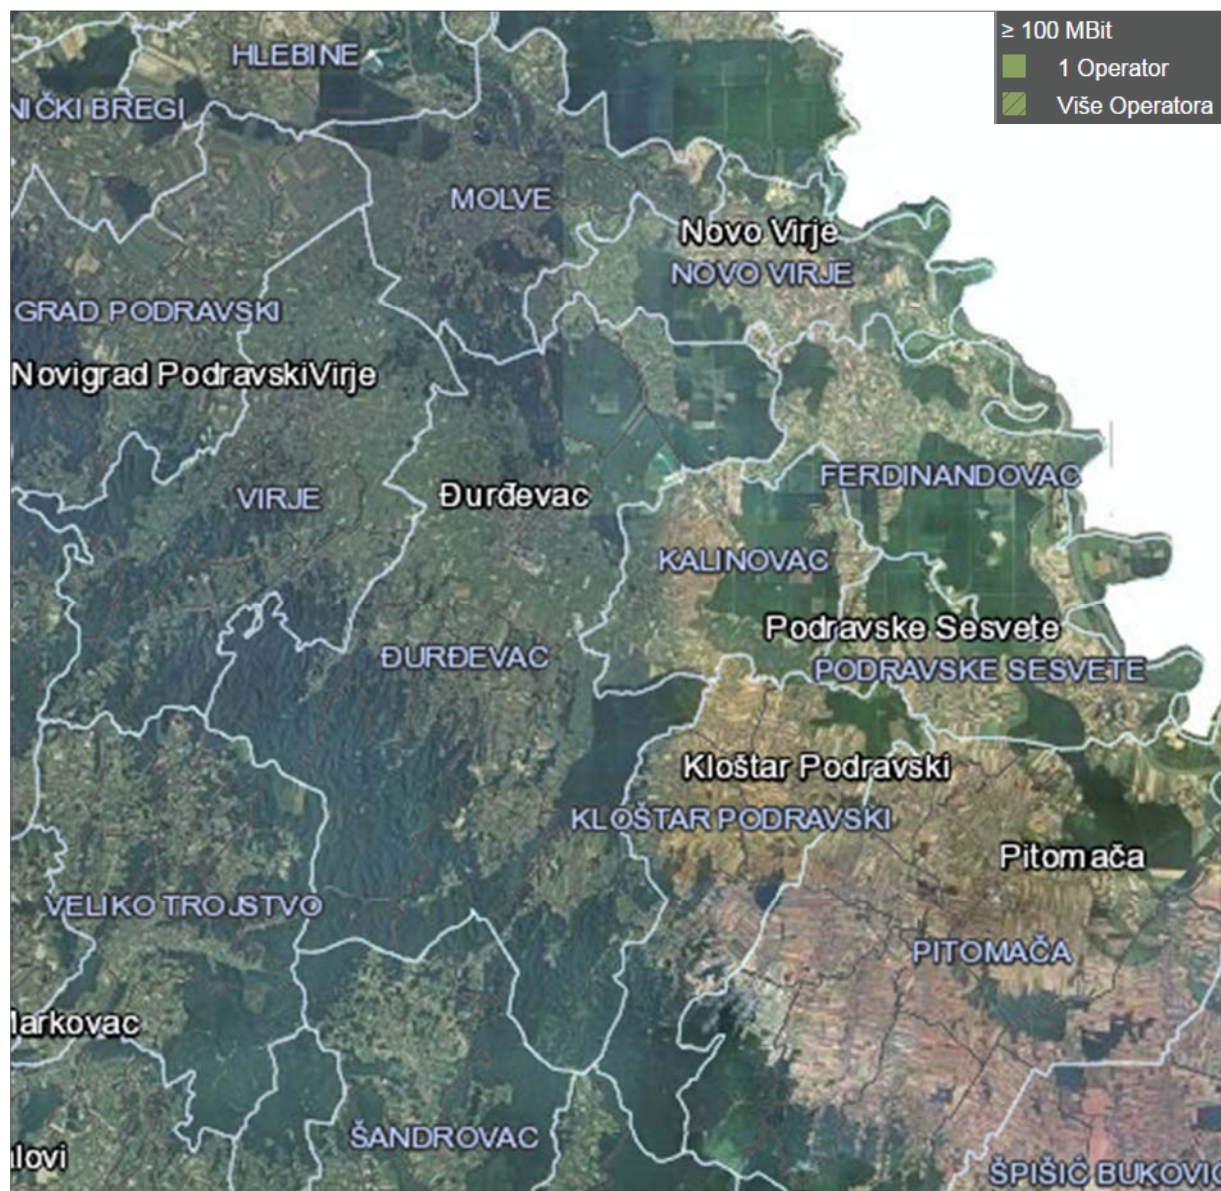 ≥ 100 MBit
1 Operator
Više Operatora
HLEBINE
NIČKI BREGI
MOLVE
Novo Virje
NOVO VIRJE
GRAD PODRAVSKI
Novigrad PodravskiVirje
FERDINANDOVAC
VIRJE
Đurđevac
KALINOVAC
Podravske Sesvete
ĐURĐEVAC
PODRAVSKE SESVETE
Kloštar Podravski
KLOŠTAR PODRAVSKI
Pitomača
VELIKO TROJSTVO
PITOMAČA
Markovac
ŠANDROVAC
lovi
ŠPIŠIĆ BUKOVIC